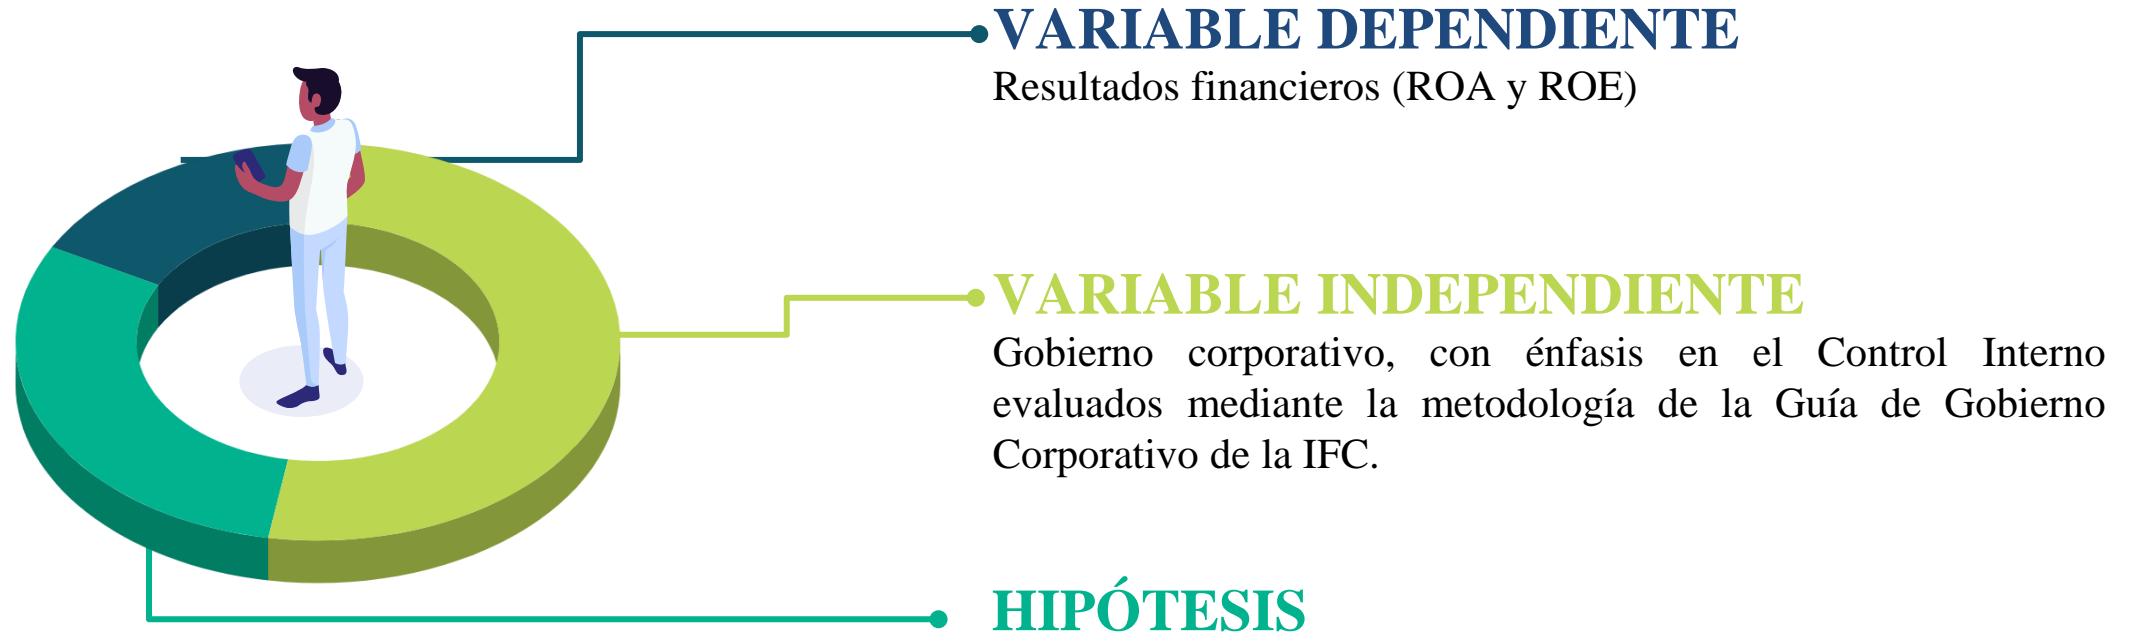 VARIABLE DEPENDIENTE
Resultados financieros (ROA y ROE)
VARIABLE INDEPENDIENTE
Gobierno corporativo, con énfasis en el Control Interno
evaluados mediante la metodología de la Guía de Gobierno
Corporativo de la IFC.
HIPÓTESIS